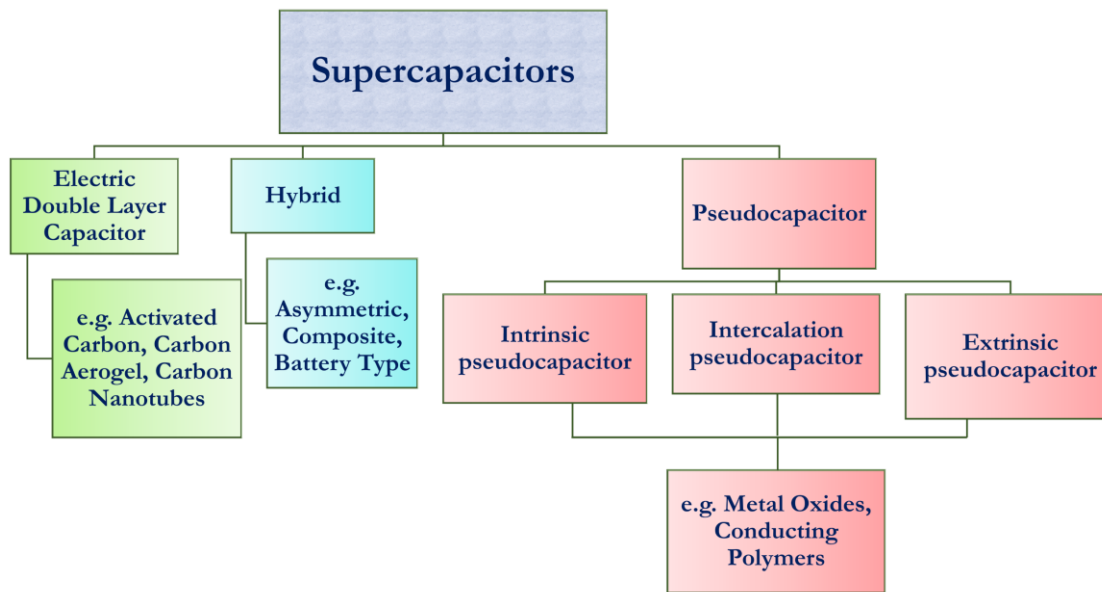 Supercapacitors
Electric
Double Layer
Capacitor
Hybrid
Pseudocapacitor
e.g. Activated
Carbon, Carbon
Aerogel, Carbon
Nanotubes
e.g.
Asymmetric,
Composite,
Battery Type
Intrinsic
pseudocapacitor
Intercalation
pseudocapacitor
Extrinsic
pseudocapacitor
e.g. Metal Oxides,
Conducting
Polymers